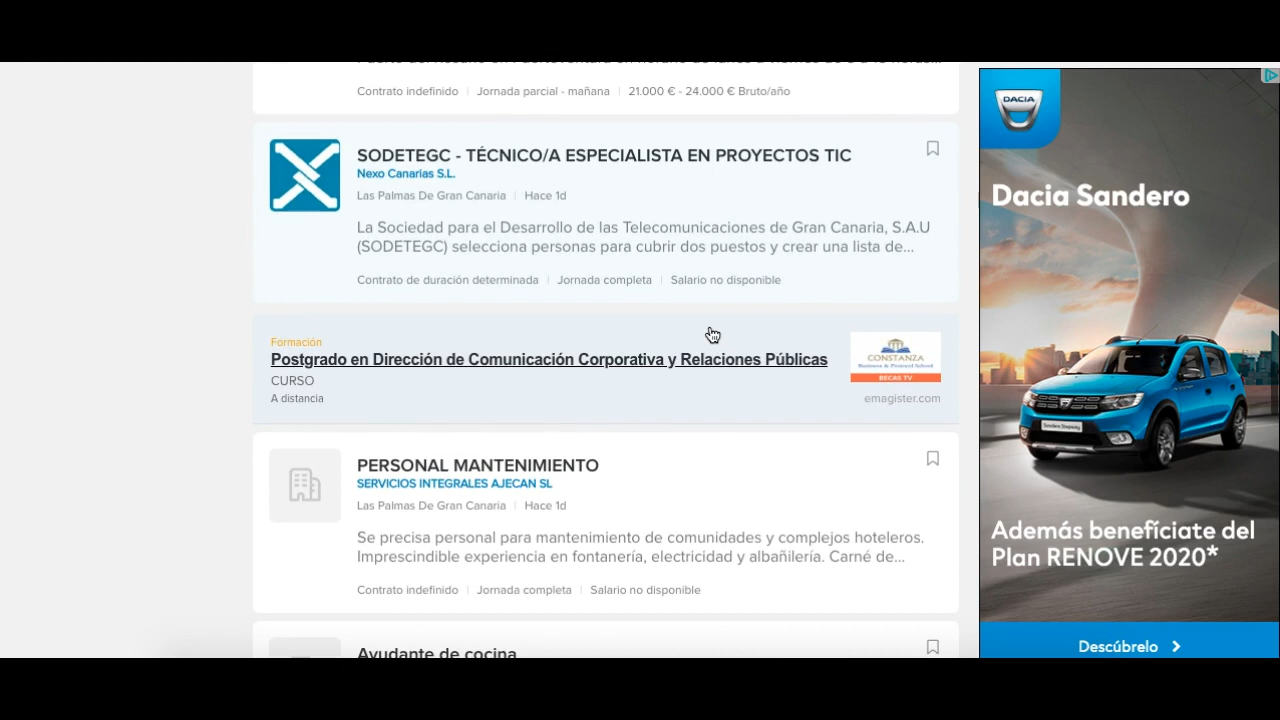 Contrato indefinido | Jornada parcial - mañana | 21.000 € - 24.000 € Bruto/año
SODETEGC - TÉCNICO/A ESPECIALISTA EN PROYECTOS TIC
Nexo Canarias S.L.
Las Palmas De Gran Canaria | Hace 1d
La Sociedad para el Desarrollo de las Telecomunicaciones de Gran Canaria, S.A.U
(SODETEGC) selecciona personas para cubrir dos puestos y crear una lista de...
Contrato de duración determinada | Jornada completa | Salario no disponible
Formación
Postgrado en Dirección de Comunicación Corporativa y Relaciones Públicas
CURSO
A distancia
CONSTANZA
Business & Protocol School
BECAS TV
emagister.com
PERSONAL MANTENIMIENTO
SERVICIOS INTEGRALES AJECAN SL
Las Palmas De Gran Canaria | Hace 1d
Se precisa personal para mantenimiento de comunidades y complejos hoteleros.
Imprescindible experiencia en fontanería, electricidad y albañilería. Carné de...
Contrato indefinido | Jornada completa | Salario no disponible
Ayudante de cocina
DACIA
Dacia Sandero
Sandero Stepway
Además benefíciate del
Plan RENOVE 2020*
Descúbrelo